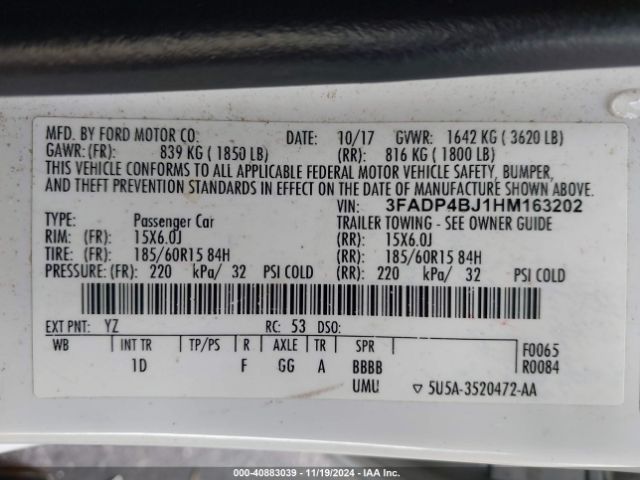 MFD. BY FORD MOTOR CO. DATE: 10/17 GVWR: 1642 KG ( 3620 LB)
GAWR: (FR): 839 KG ( 1850 LB) (RR): 816 KG ( 1800 LB)
THIS VEHICLE CONFORMS TO ALL APPLICABLE FEDERAL MOTOR VEHICLE SAFETY, BUMPER,
AND THEFT PREVENTION STANDARDS IN EFFECT ON THE DATE OF MANUFACTURE SHOWN ABOVE.
VIN: 3FADP4BJ1HM163202
TYPE: Passenger Car TRAILER TOWING - SEE OWNER GUIDE
RIM: (FR): 15X6.0J (RR): 15X6.0J
TIRE: (FR): 185/60R15 84H (RR): 185/60R15 84H
PRESSURE: (FR): 220 kPa/ 32 PSI COLD (RR): 220 kPa/ 32 PSI COLD
EXT PNT: YZ RC: 53 DSO:
WB INT TR TP/PS R AXLE TR SPR F0065
1D F GG A BBBB R0084
UMU ▽ 5U5A-3520472-AA
000-40883039 - 11/19/2024 - IAA Inc.